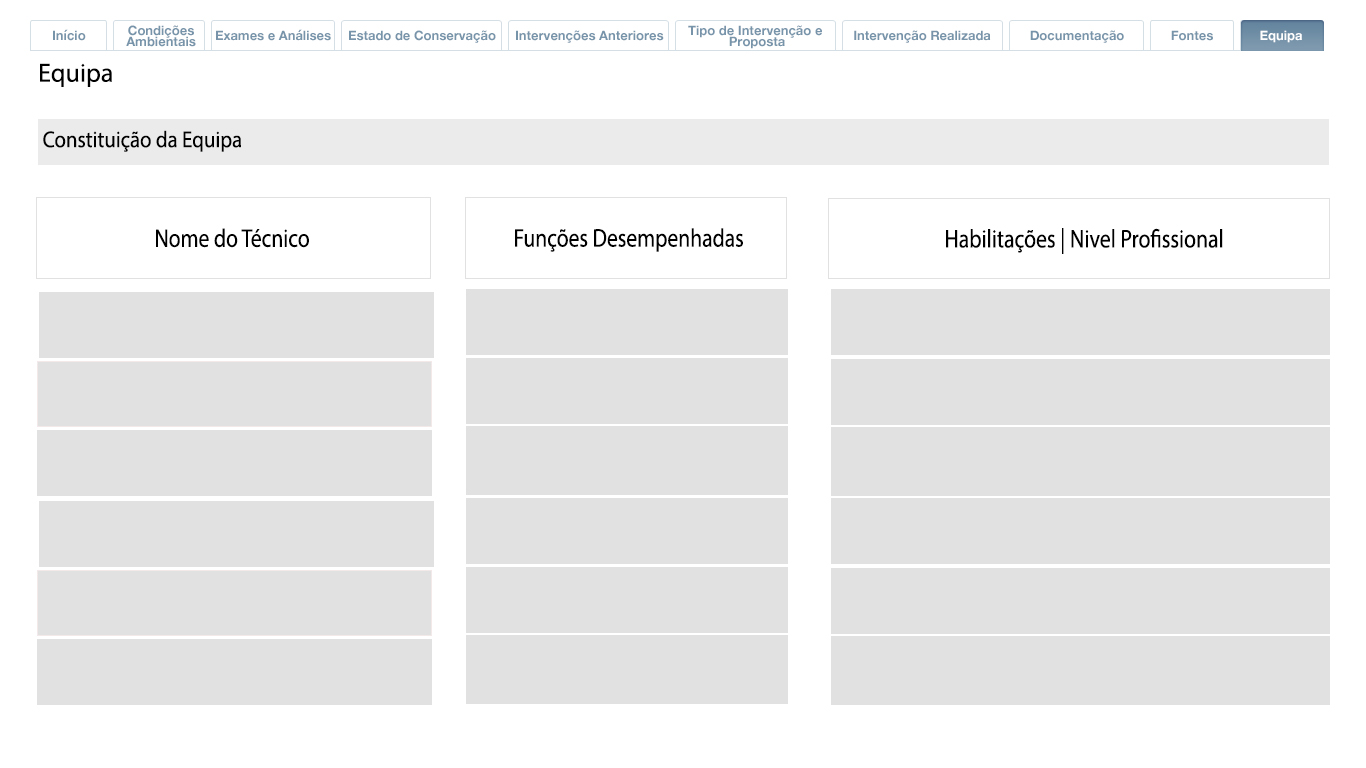 Início
Condições
Ambientais
Exames e Análises
Estado de Conservação
Intervenções Anteriores
Tipo de Intervenção e
Proposta
Intervenção Realizada
Documentação
Fontes
Equipa
Equipa
Constituição da Equipa
Nome do Técnico
Funções Desempenhadas
Habilitações | Nivel Profissional